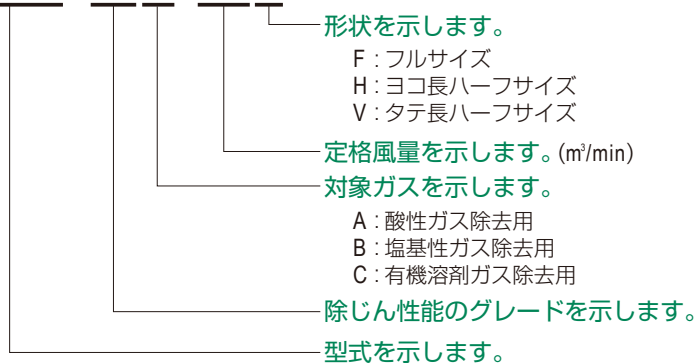 形状を示します。
F：フルサイズ
H：ヨコ長ハーフサイズ
V：タテ長ハーフサイズ
定格風量を示します。(m³/min)
対象ガスを示します。
A：酸性ガス除去用
B：塩基性ガス除去用
C：有機溶剤ガス除去用
除じん性能のグレードを示します。
型式を示します。